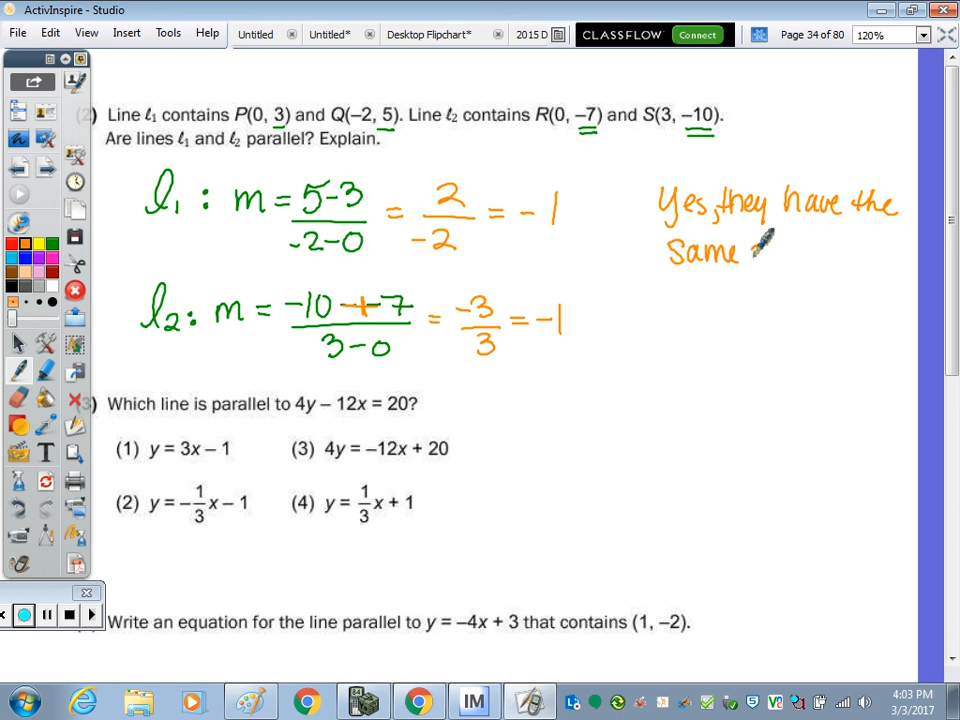 ActivInspire - Studio
File Edit View Insert Tools Help
Untitled Untitled* Desktop Flipchart* 2015 D
CLASSFLOW Connect
Page 34 of 80 120%
(2) Line ℓ₁ contains P(0, 3) and Q(–2, 5). Line ℓ₂ contains R(0, –7) and S(3, –10).
Are lines ℓ₁ and ℓ₂ parallel? Explain.
ℓ₁: m = 5-3/-2-0 = 2/-2 = -1
Yes, they have the
same
ℓ₂: m = -10+7/3-0 = -3/3 = -1
(3) Which line is parallel to 4y – 12x = 20?
(1) y = 3x – 1 (3) 4y = –12x + 20
(2) y = –1/3x – 1 (4) y = 1/3x + 1
Write an equation for the line parallel to y = –4x + 3 that contains (1, –2).
IM
4:03 PM
3/3/2017